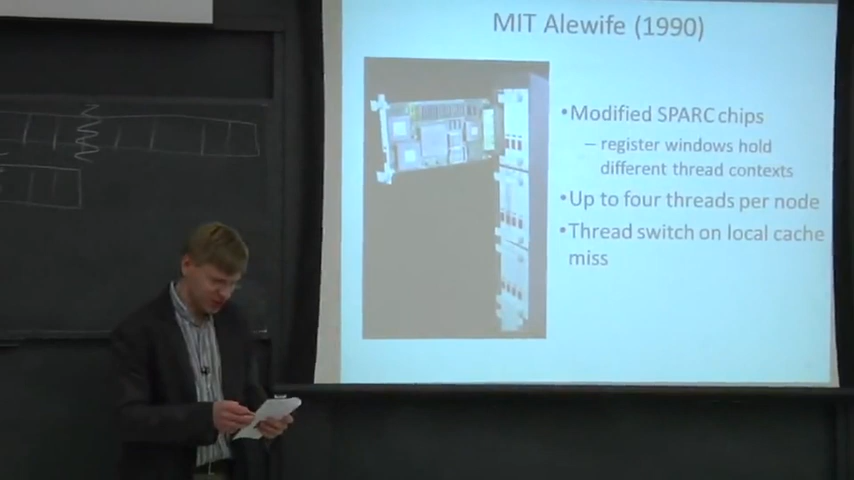 MIT Alewife (1990)
•Modified SPARC chips
– register windows hold
different thread contexts
•Up to four threads per node
•Thread switch on local cache
miss